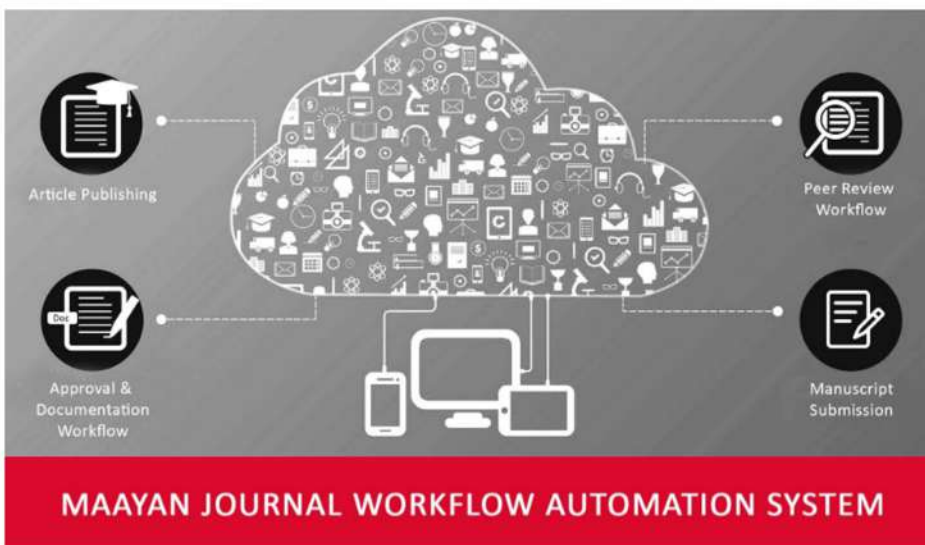 Article Publishing
Peer Review
Workflow
Doc
Approval &
Documentation
Workflow
Manuscript
Submission
MAAYAN JOURNAL WORKFLOW AUTOMATION SYSTEM